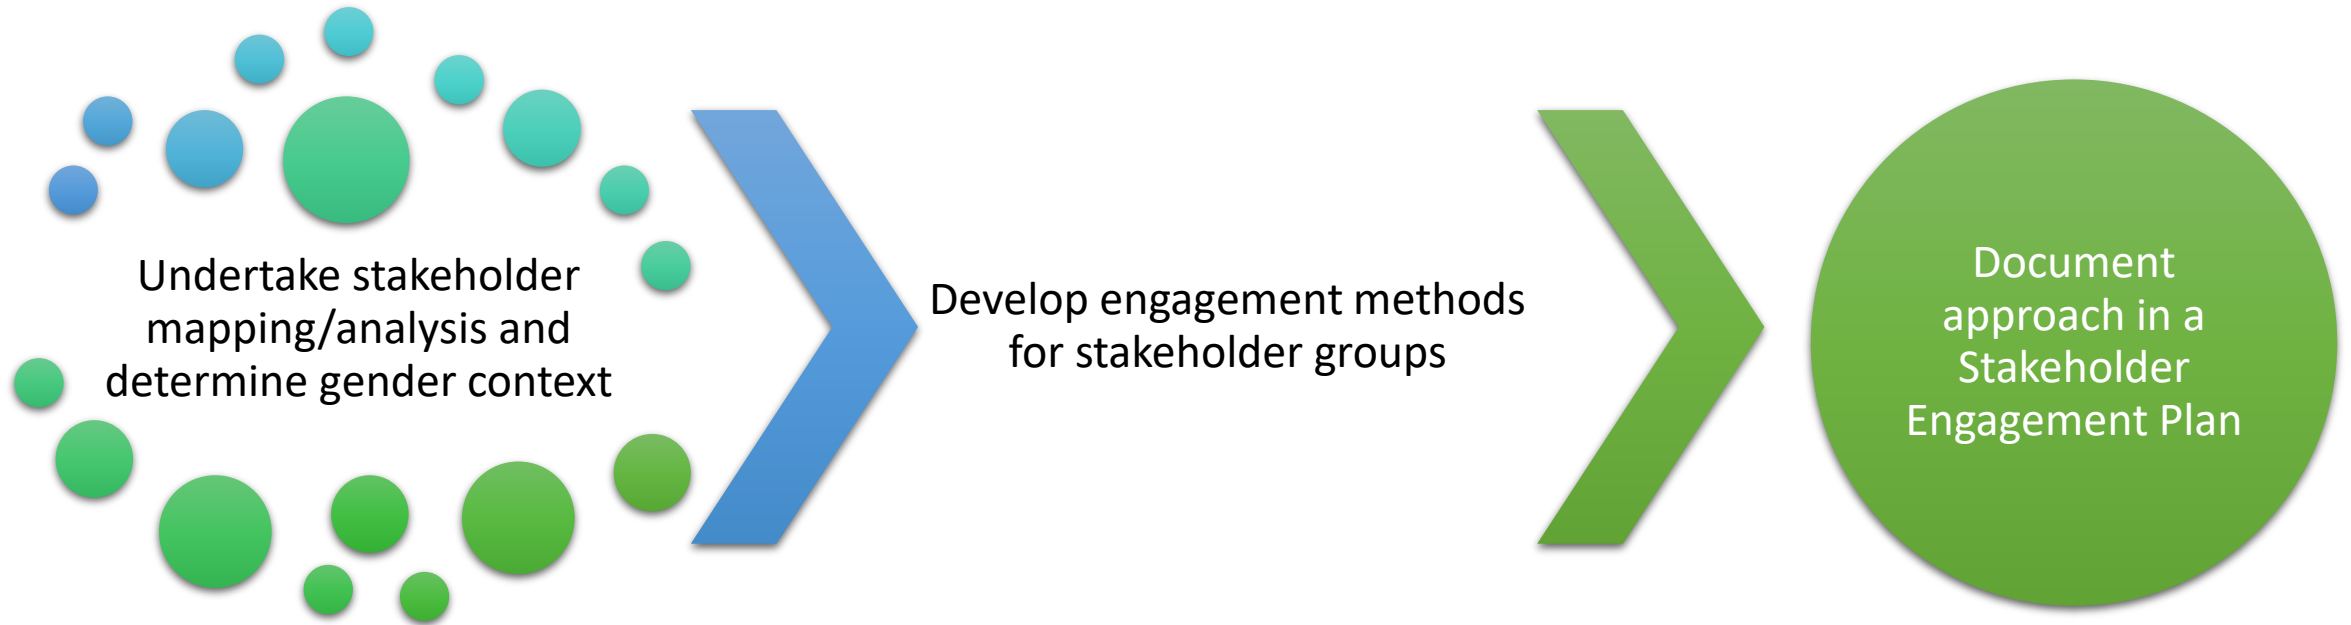 Undertake stakeholder
mapping/analysis and
determine gender context
Develop engagement methods
for stakeholder groups
Document
approach in a
Stakeholder
Engagement Plan